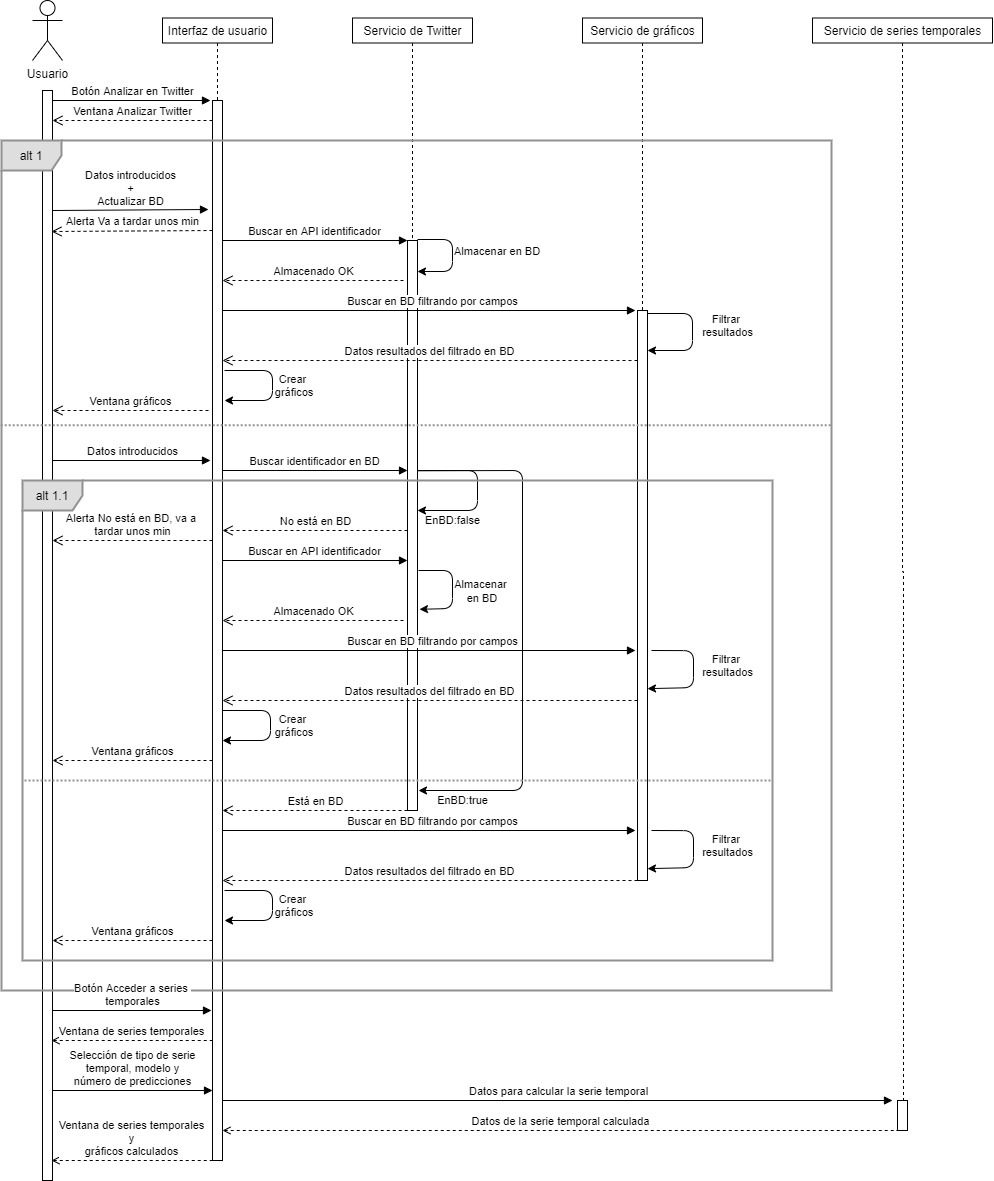 Interfaz de usuario
Servicio de Twitter
Servicio de gráficos
Servicio de series temporales
Usuario
Botón Analizar en Twitter
Ventana Analizar Twitter
alt 1
Datos introducidos
+
Actualizar BD
Alerta Va a tardar unos min
Buscar en API identificador
Almacenar en BD
Almacenado OK
Buscar en BD filtrando por campos
Filtrar
resultados
Datos resultados del filtrado en BD
Crear
gráficos
Ventana gráficos
Datos introducidos
Buscar identificador en BD
alt 1.1
EnBD:false
No está en BD
Alerta No está en BD, va a
tardar unos min
Buscar en API identificador
Almacenar
en BD
Almacenado OK
Buscar en BD filtrando por campos
Filtrar
resultados
Datos resultados del filtrado en BD
Crear
gráficos
Ventana gráficos
EnBD:true
Está en BD
Buscar en BD filtrando por campos
Filtrar
resultados
Datos resultados del filtrado en BD
Crear
gráficos
Ventana gráficos
Botón Acceder a series
temporales
Ventana de series temporales
Selección de tipo de serie
temporal, modelo y
número de predicciones
Datos para calcular la serie temporal
Datos de la serie temporal calculada
Ventana de series temporales
y
gráficos calculados